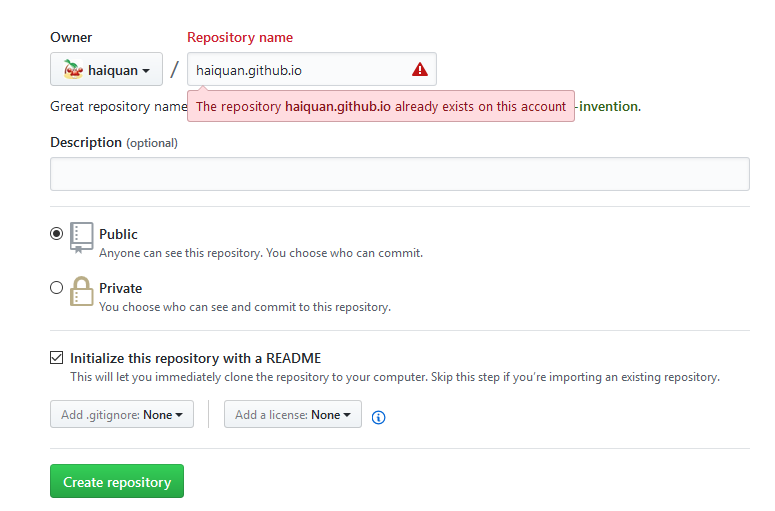 Owner
Repository name
haiquan
/
haiquan.github.io
Great repository name
-invention.
The repository haiquan.github.io already exists on this account
Description (optional)
Public
Anyone can see this repository. You choose who can commit.
Private
You choose who can see and commit to this repository.
Initialize this repository with a README
This will let you immediately clone the repository to your computer. Skip this step if you're importing an existing repository.
Add .gitignore: None
Add a license: None
Create repository